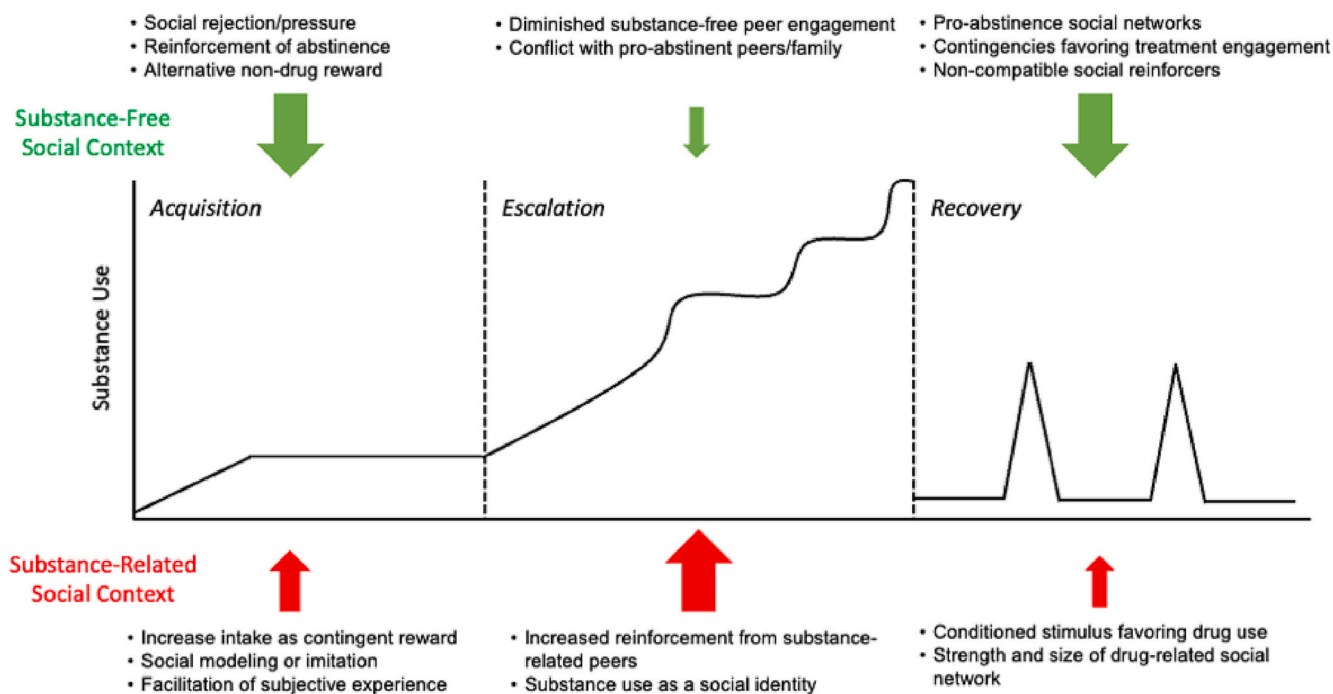 • Social rejection/pressure
• Reinforcement of abstinence
• Alternative non-drug reward
• Diminished substance-free peer engagement
• Conflict with pro-abstinent peers/family
• Pro-abstinence social networks
• Contingencies favoring treatment engagement
• Non-compatible social reinforcers
Substance-Free
Social Context
Acquisition
Escalation
Recovery
Substance Use
Substance-Related
Social Context
• Increase intake as contingent reward
• Social modeling or imitation
• Facilitation of subjective experience
• Increased reinforcement from substance-
related peers
• Substance use as a social identity
• Conditioned stimulus favoring drug use
• Strength and size of drug-related social
network